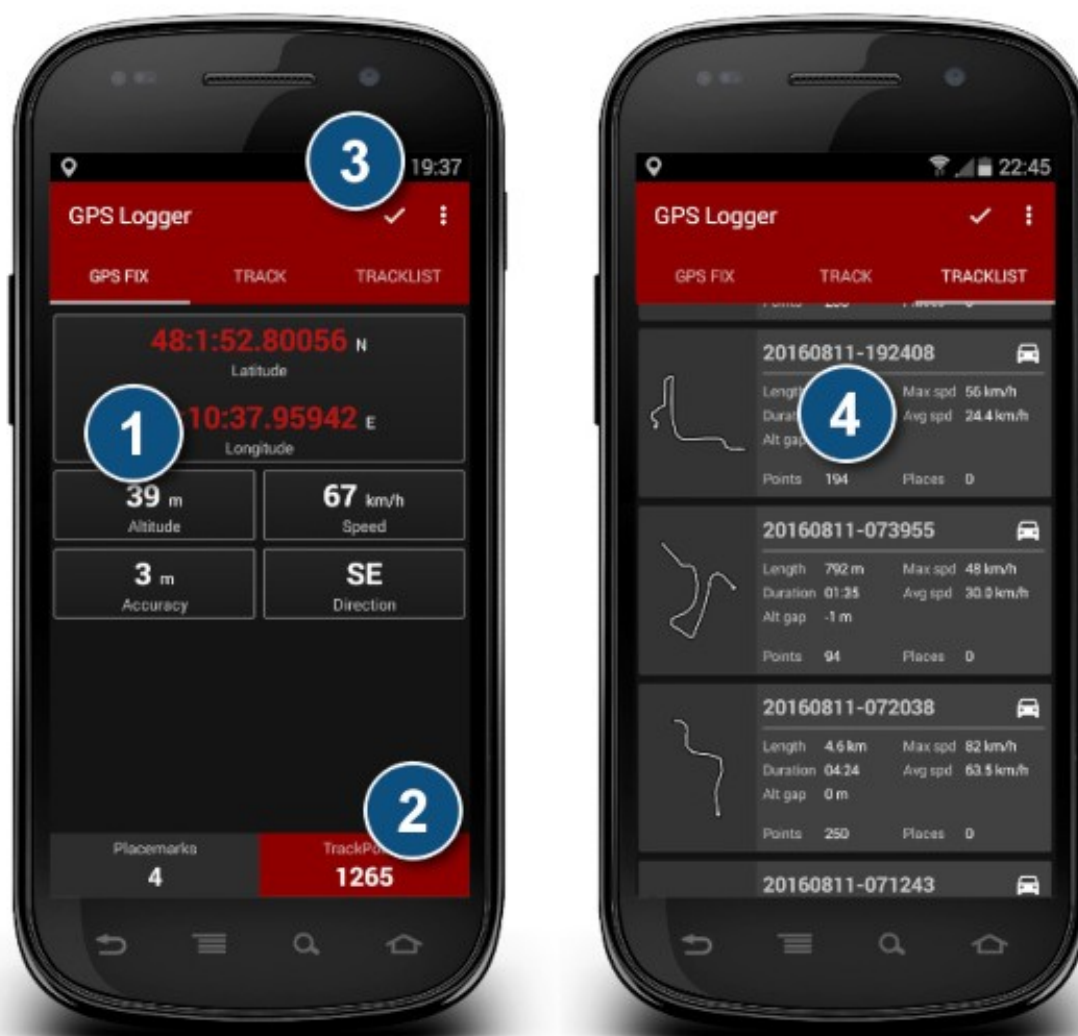 3
19:37
GPS Logger
GPS FIX TRACK TRACKLIST
48:1:52.80056 N
Latitude
1
:10:37.95942 E
Longitude
39 m
Altitude
67 km/h
Speed
3 m
Accuracy
SE
Direction
2
Placemarks
4
1265
22:45
GPS Logger
GPS FIX TRACK TRACKLIST
20160811-192408
4
Max spd 56 km/h
Avg spd 24.4 km/h
Alt gap
Points 194 Places 0
20160811-073955
Length 792 m Max spd 48 km/h
Duration 01:35 Avg spd 30.0 km/h
Alt gap -1 m
Points 94 Places 0
20160811-072038
Length 4.6 km Max spd 82 km/h
Duration 04:24 Avg spd 63.5 km/h
Alt gap 0 m
Points 250 Places 0
20160811-071243